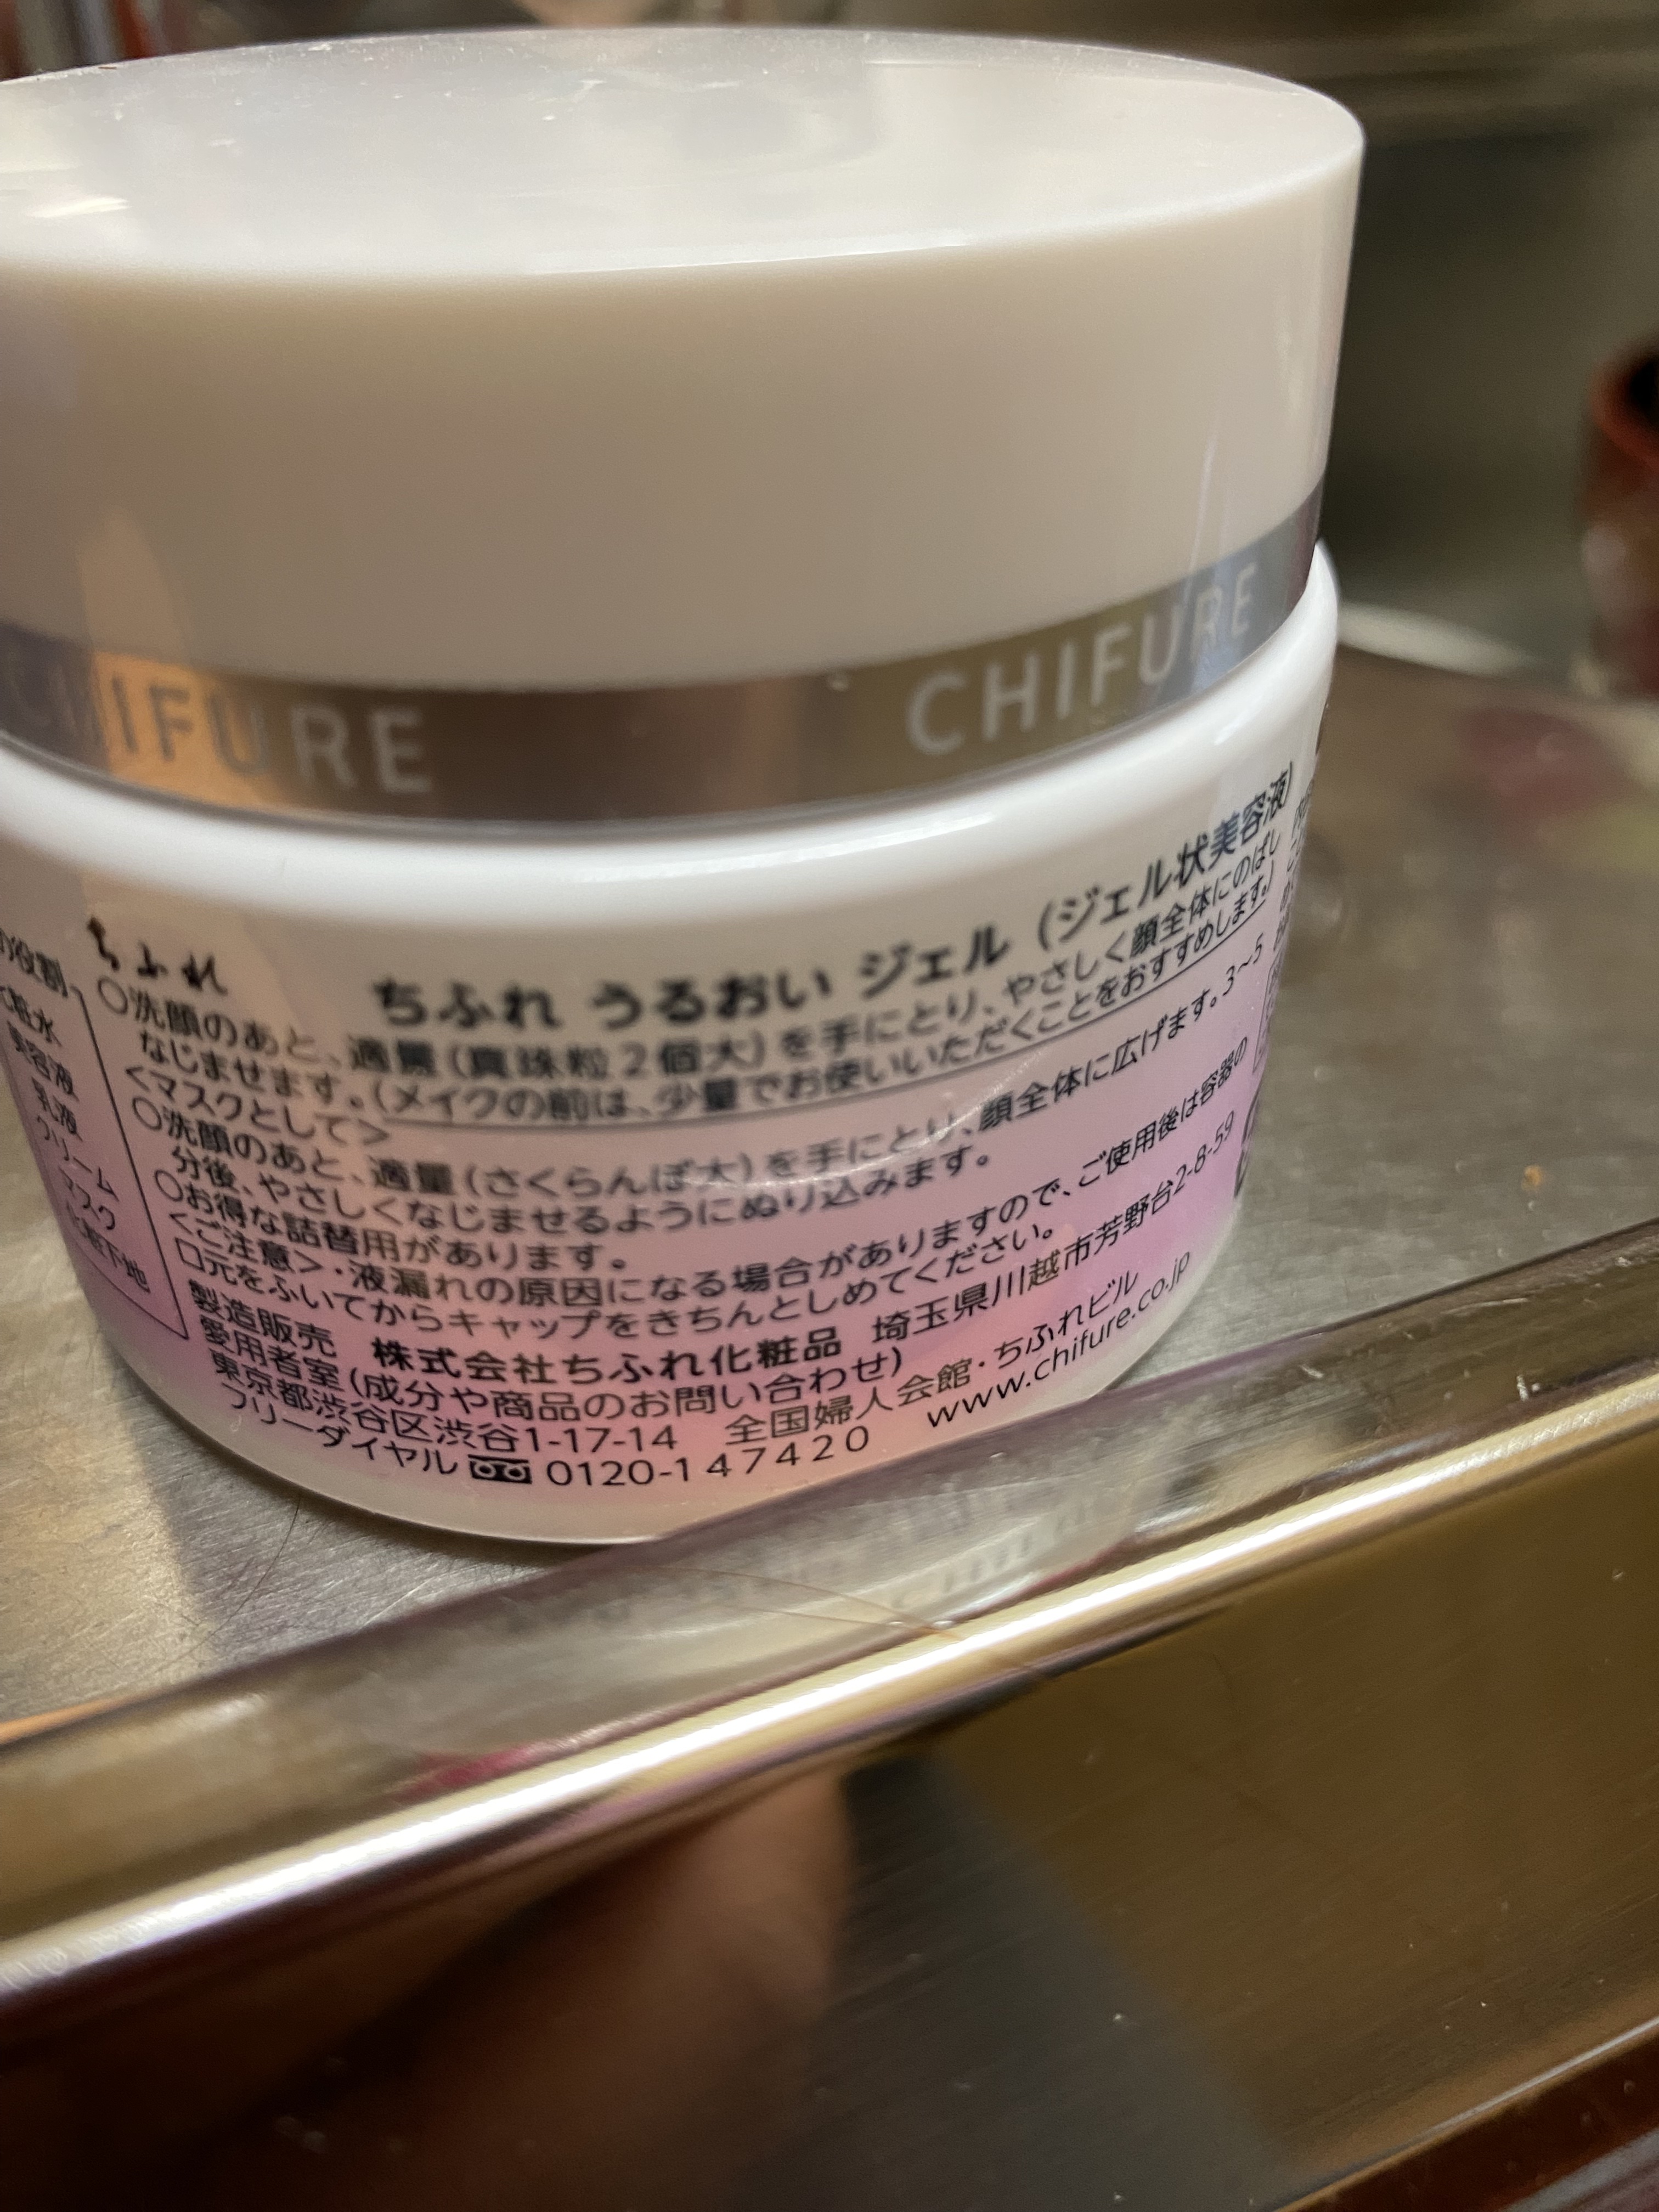 CHIFURE
CHIFURE
の役割
化粧水
美容液
乳液
クリーム
マスク
化粧下地
ちふれ
ちふれ うるおい ジェル (ジェル状美容液)
○洗顔のあと、適量(真珠粒2個大)を手にとり、やさしく顔全体にのばし
なじませます。(メイクの前は、少量でお使いいただくことをおすすめします。)
<マスクとして>
○洗顔のあと、適量(さくらんぼ大)を手にとり、顔全体に広げます。3~5
分後、やさしくなじませるようにぬり込みます。
○お得な詰替用があります。
<ご注意>・液漏れの原因になる場合がありますので、ご使用後は容器の
口元をふいてからキャップをきちんとしめてください。
製造販売 株式会社ちふれ化粧品 埼玉県川越市芳野台2-8-59
愛用者室(成分や商品のお問い合わせ)
東京都渋谷区渋谷1-17-14 全国婦人会館・ちふれビル
フリーダイヤル 0120-147420 www.chifure.co.jp